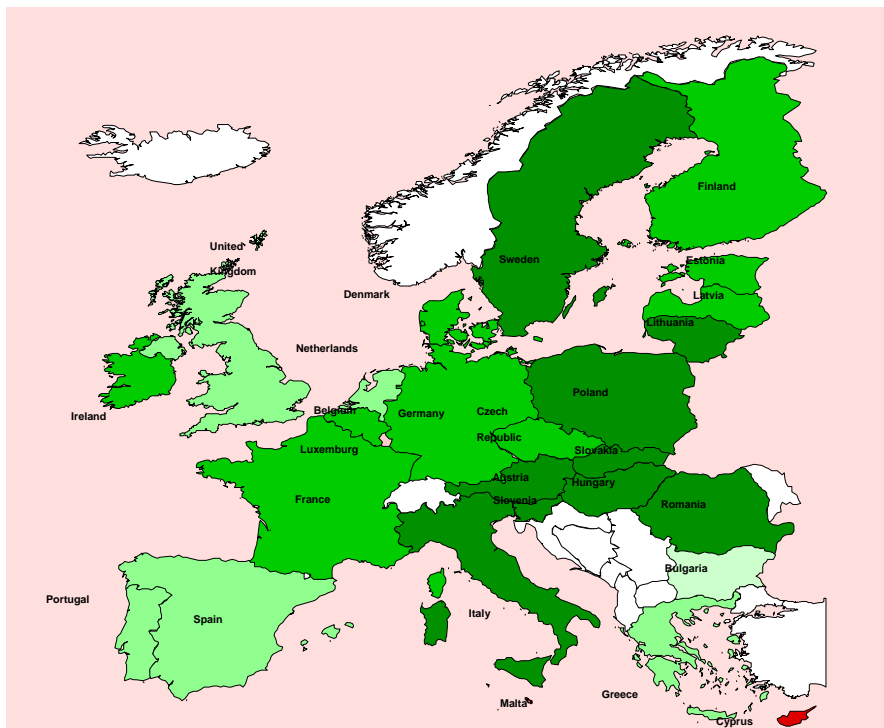 Finland
United
Kingdom
Sweden
Estonia
Denmark
Latvia
Lithuania
Netherlands
Poland
Belgium
Germany
Czech
Ireland
Republic
Luxemburg
Slovakia
Austria
Hungary
France
Slovenia
Romania
Bulgaria
Portugal
Spain
Italy
Greece
Malta
Cyprus